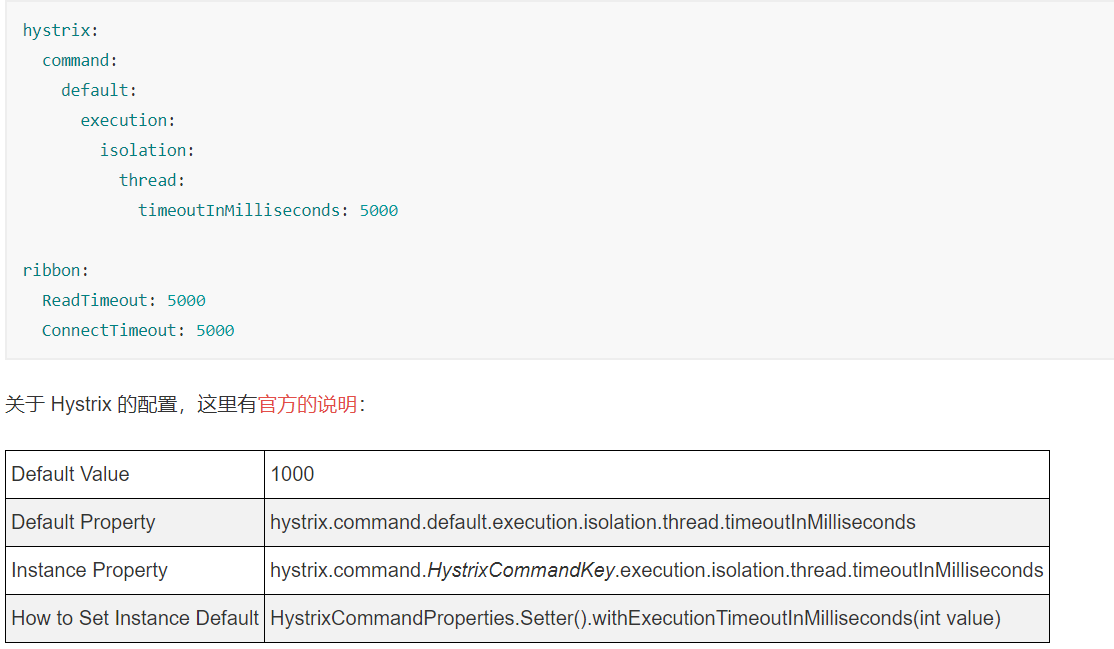 hystrix:
command:
default:
execution:
isolation:
thread:
timeoutInMilliseconds: 5000
ribbon:
ReadTimeout: 5000
ConnectTimeout: 5000
关于 Hystrix 的配置，这里有官方的说明：
Default Value 1000
Default Property hystrix.command.default.execution.isolation.thread.timeoutInMilliseconds
Instance Property hystrix.command.HystrixCommandKey.execution.isolation.thread.timeoutInMilliseconds
How to Set Instance Default HystrixCommandProperties.Setter().withExecutionTimeoutInMilliseconds(int value)